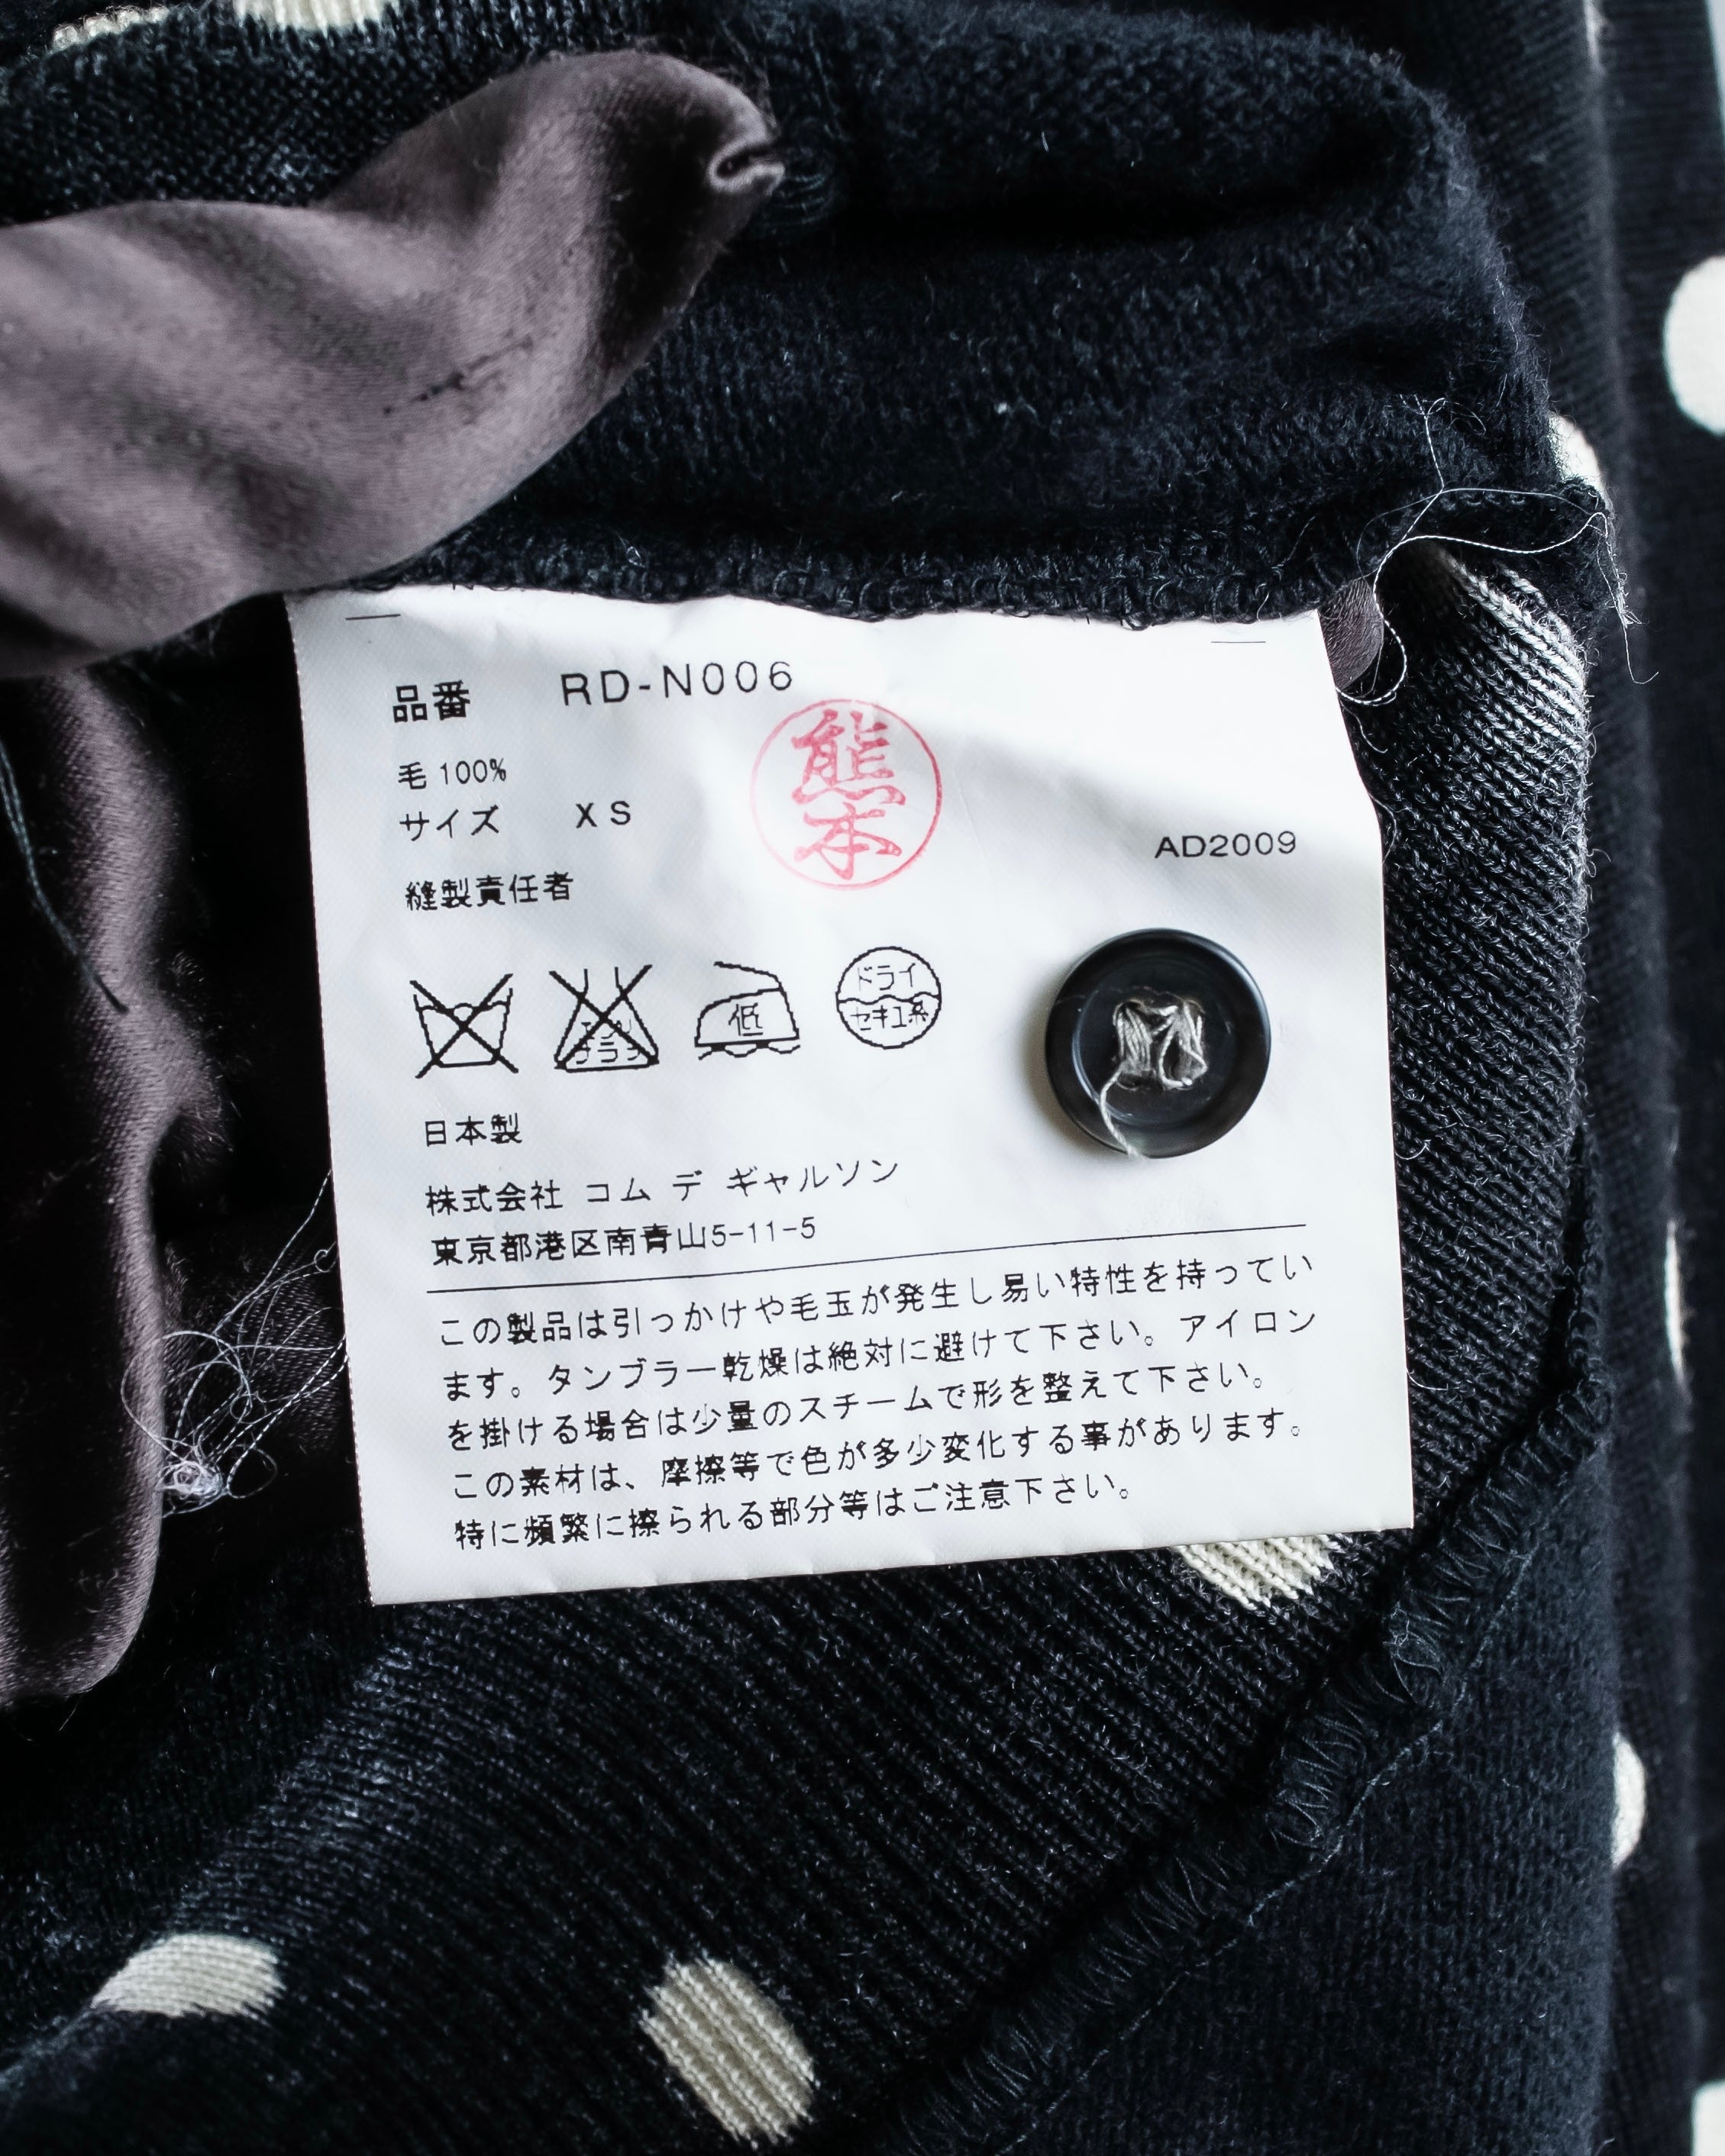 品番 RD-N006
毛 100%
サイズ XS
熊本
AD2009
縫製責任者
低
ドライ
セキユ系
日本製
株式会社 コム デ ギャルソン
東京都港区南青山5-11-5
この製品は引っかけや毛玉が発生し易い特性を持ってい
ます。タンブラー乾燥は絶対に避けて下さい。アイロン
を掛ける場合は少量のスチームで形を整えて下さい。
この素材は、摩擦等で色が多少変化する事があります。
特に頻繁に擦られる部分等はご注意下さい。